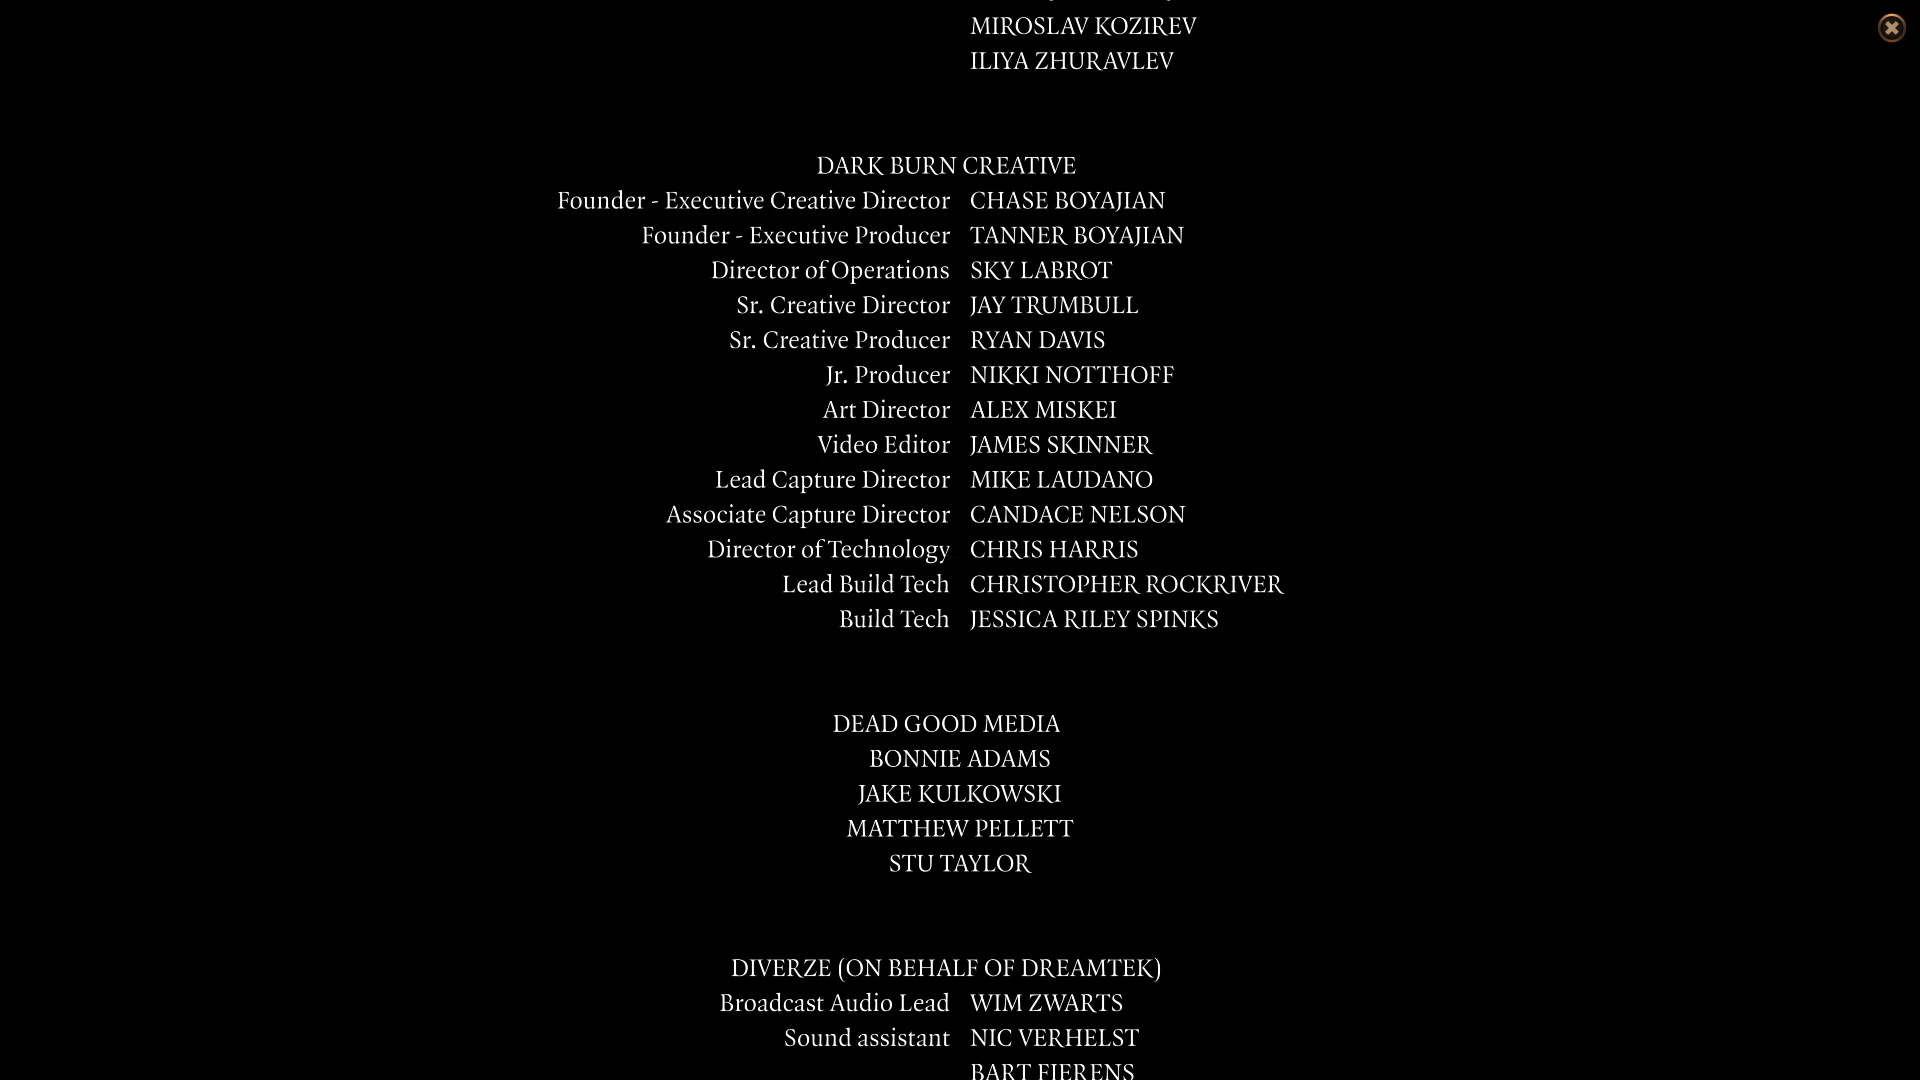 MIROSLAV KOZIREV
ILIYA ZHURAVLEV
DARK BURN CREATIVE
Founder - Executive Creative Director CHASE BOYAJIAN
Founder - Executive Producer TANNER BOYAJIAN
Director of Operations SKY LABROT
Sr. Creative Director JAY TRUMBULL
Sr. Creative Producer RYAN DAVIS
Jr. Producer NIKKI NOTTHOFF
Art Director ALEX MISKEI
Video Editor JAMES SKINNER
Lead Capture Director MIKE LAUDANO
Associate Capture Director CANDACE NELSON
Director of Technology CHRIS HARRIS
Lead Build Tech CHRISTOPHER ROCKRIVER
Build Tech JESSICA RILEY SPINKS
DEAD GOOD MEDIA
BONNIE ADAMS
JAKE KULKOWSKI
MATTHEW PELLETT
STU TAYLOR
DIVERZE (ON BEHALF OF DREAMTEK)
Broadcast Audio Lead WIM ZWARTS
Sound assistant NIC VERHELST
BART FIERENS